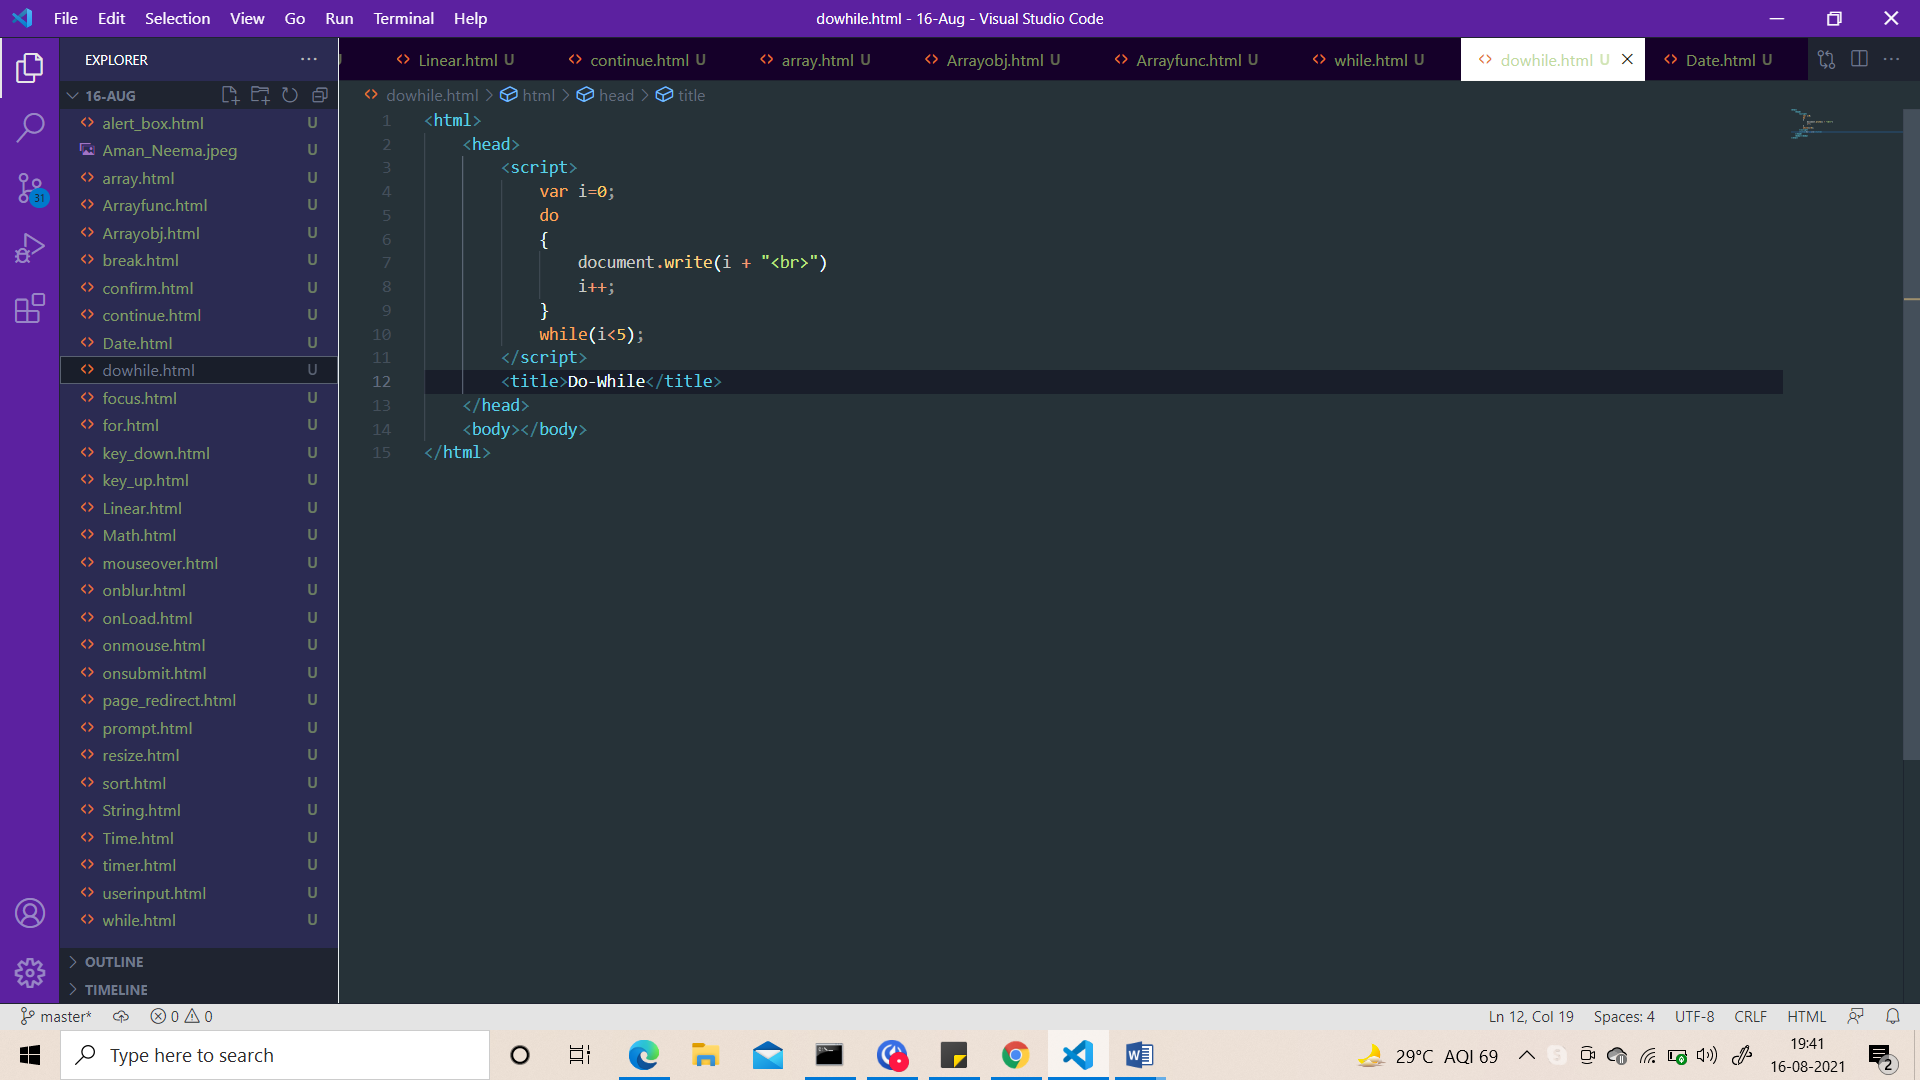 File Edit Selection View Go Run Terminal Help
dowhile.html - 16-Aug - Visual Studio Code
EXPLORER
Linear.html U
continue.html U
array.html U
Arrayobj.html U
Arrayfunc.html U
while.html U
dowhile.html U
Date.html U
16-AUG
alert_box.html U
Aman_Neema.jpeg U
array.html U
Arrayfunc.html U
Arrayobj.html U
break.html U
confirm.html U
continue.html U
Date.html U
dowhile.html U
focus.html U
for.html U
key_down.html U
key_up.html U
Linear.html U
Math.html U
mouseover.html U
onblur.html U
onLoad.html U
onmouse.html U
onsubmit.html U
page_redirect.html U
prompt.html U
resize.html U
sort.html U
String.html U
Time.html U
timer.html U
userinput.html U
while.html U
OUTLINE
TIMELINE
31
dowhile.html > html > head > title
1 <html>
2 <head>
3 <script>
4 var i=0;
5 do
6 {
7 document.write(i + "<br>")
8 i++;
9 }
10 while(i<5);
11 </script>
12 <title>Do-While</title>
13 </head>
14 <body></body>
15 </html>
master* 0 0
Ln 12, Col 19 Spaces: 4 UTF-8 CRLF HTML
Type here to search
29°C AQI 69
19:41
16-08-2021
2